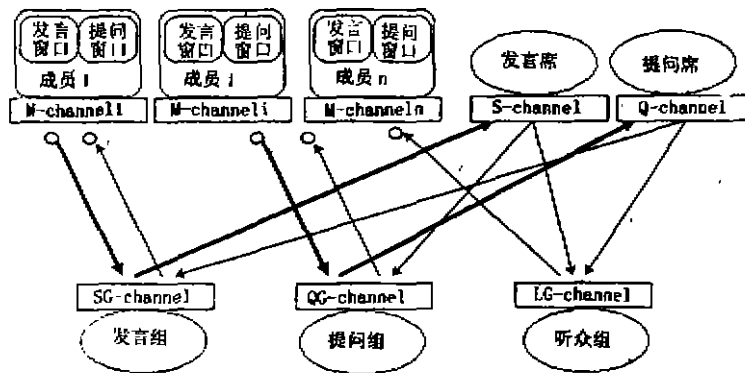 发言 提问 发言 提问 发言 提问
窗口 窗口 窗口 窗口 窗口 窗口
成员1 成员i 成员n 发言席 提问席
M-channel1 M-channeli M-channeln S-channel Q-channel
SG-channel QG-channel LG-channel
发言组 提问组 听众组